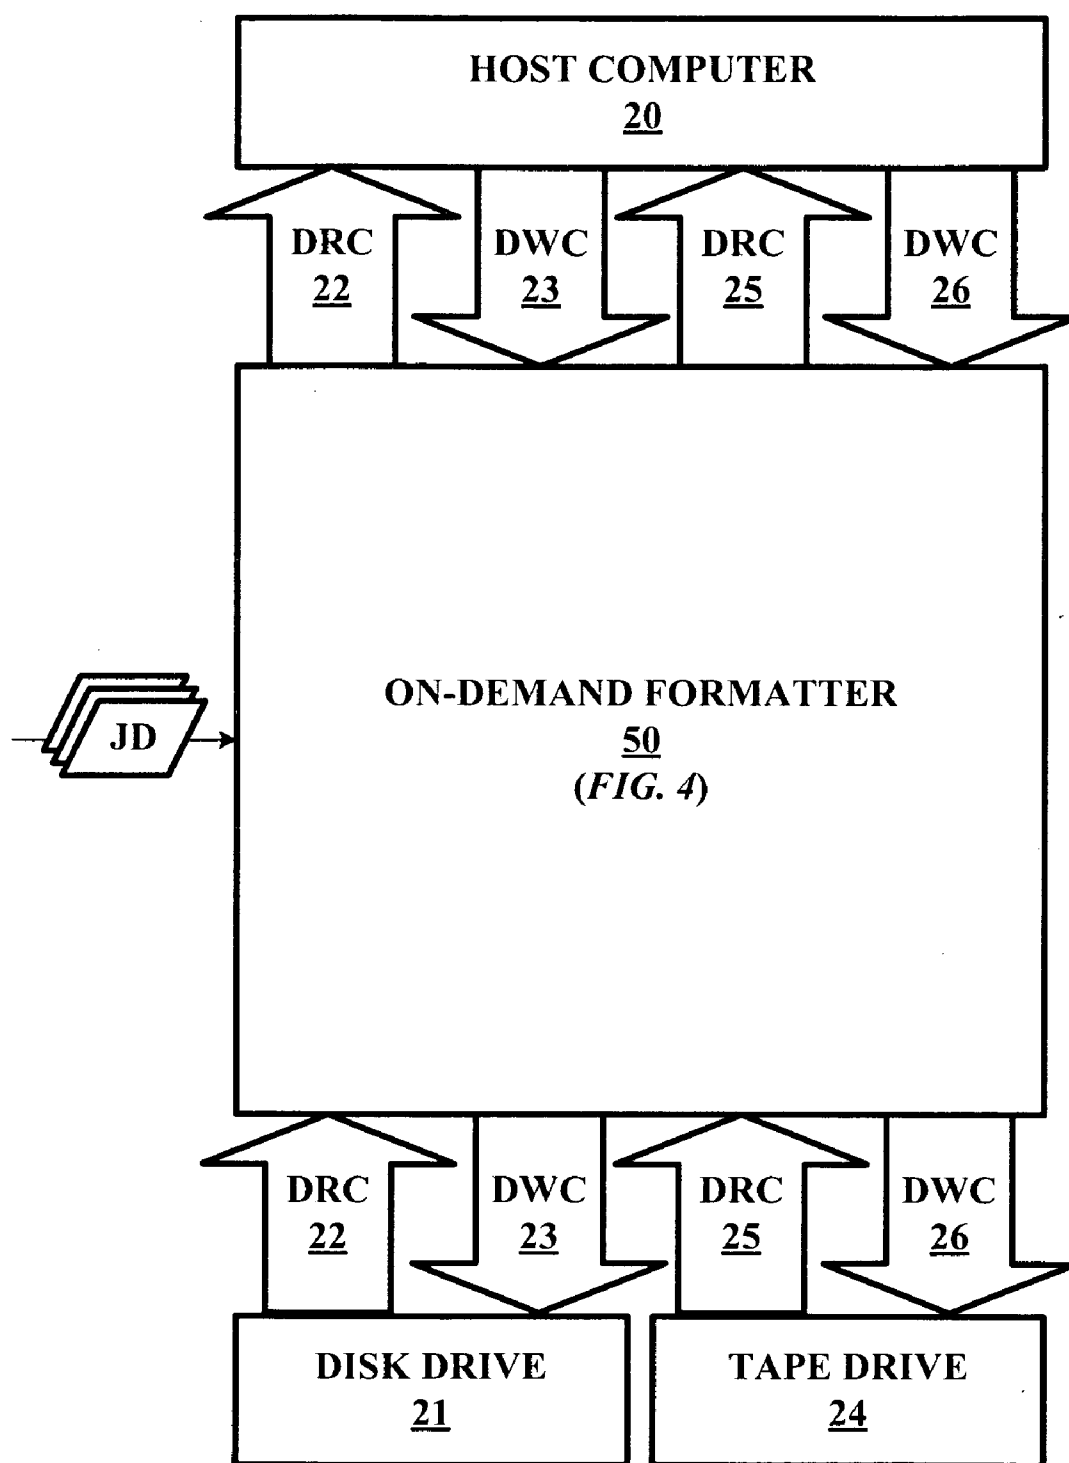 HOST COMPUTER
20
DRC DWC DRC DWC
22 23 25 26
ON-DEMAND FORMATTER
JD
50
(FIG. 4)
DRC DWC DRC DWC
22 23 25 26
DISK DRIVE TAPE DRIVE
21 24